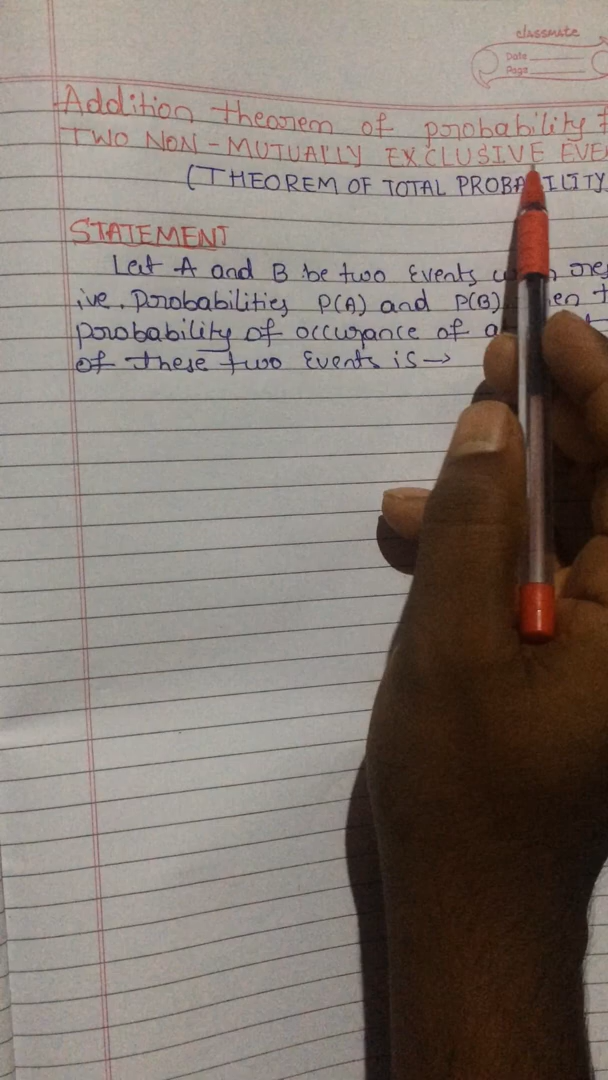 classmate
Date
Page
Addition theorem of probability
TWO NON-MUTUALLY EXCLUSIVE
(THEOREM OF TOTAL
STATEMENT
Let A and B be two Events
ive. Probabilities P(A) and P(B).
probability of occurance of
of these two Events is →